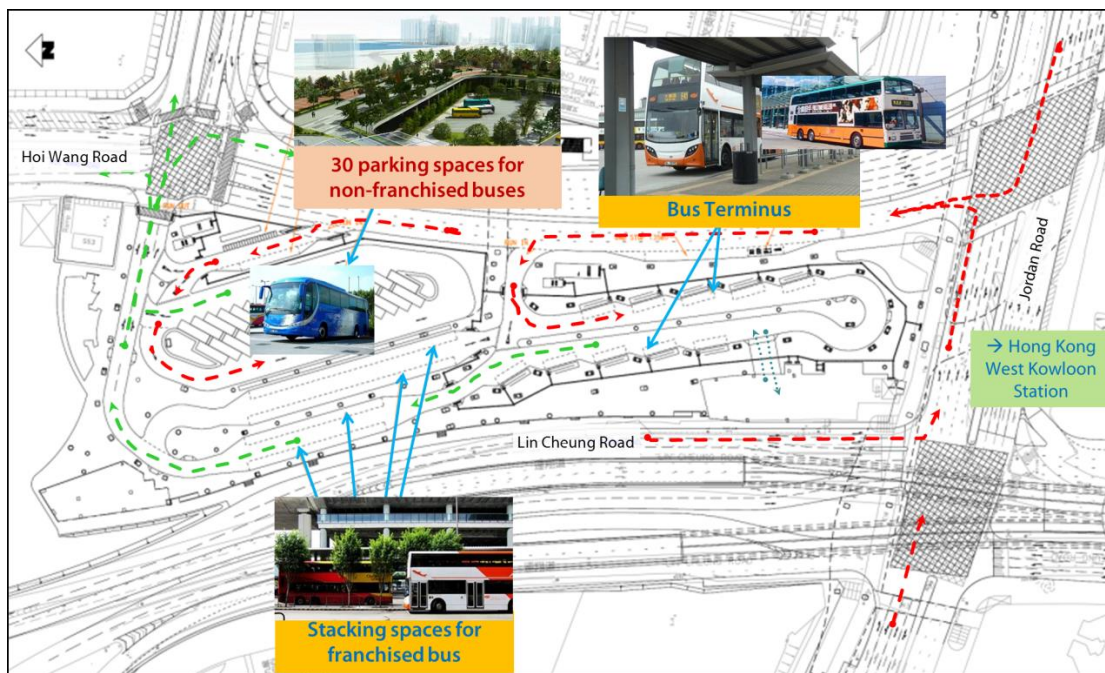 N
Hoi Wang Road
30 parking spaces for
non-franchised buses
Bus Terminus
Jordan Road
→ Hong Kong
West Kowloon
Station
Lin Cheung Road
Stacking spaces for
franchised bus